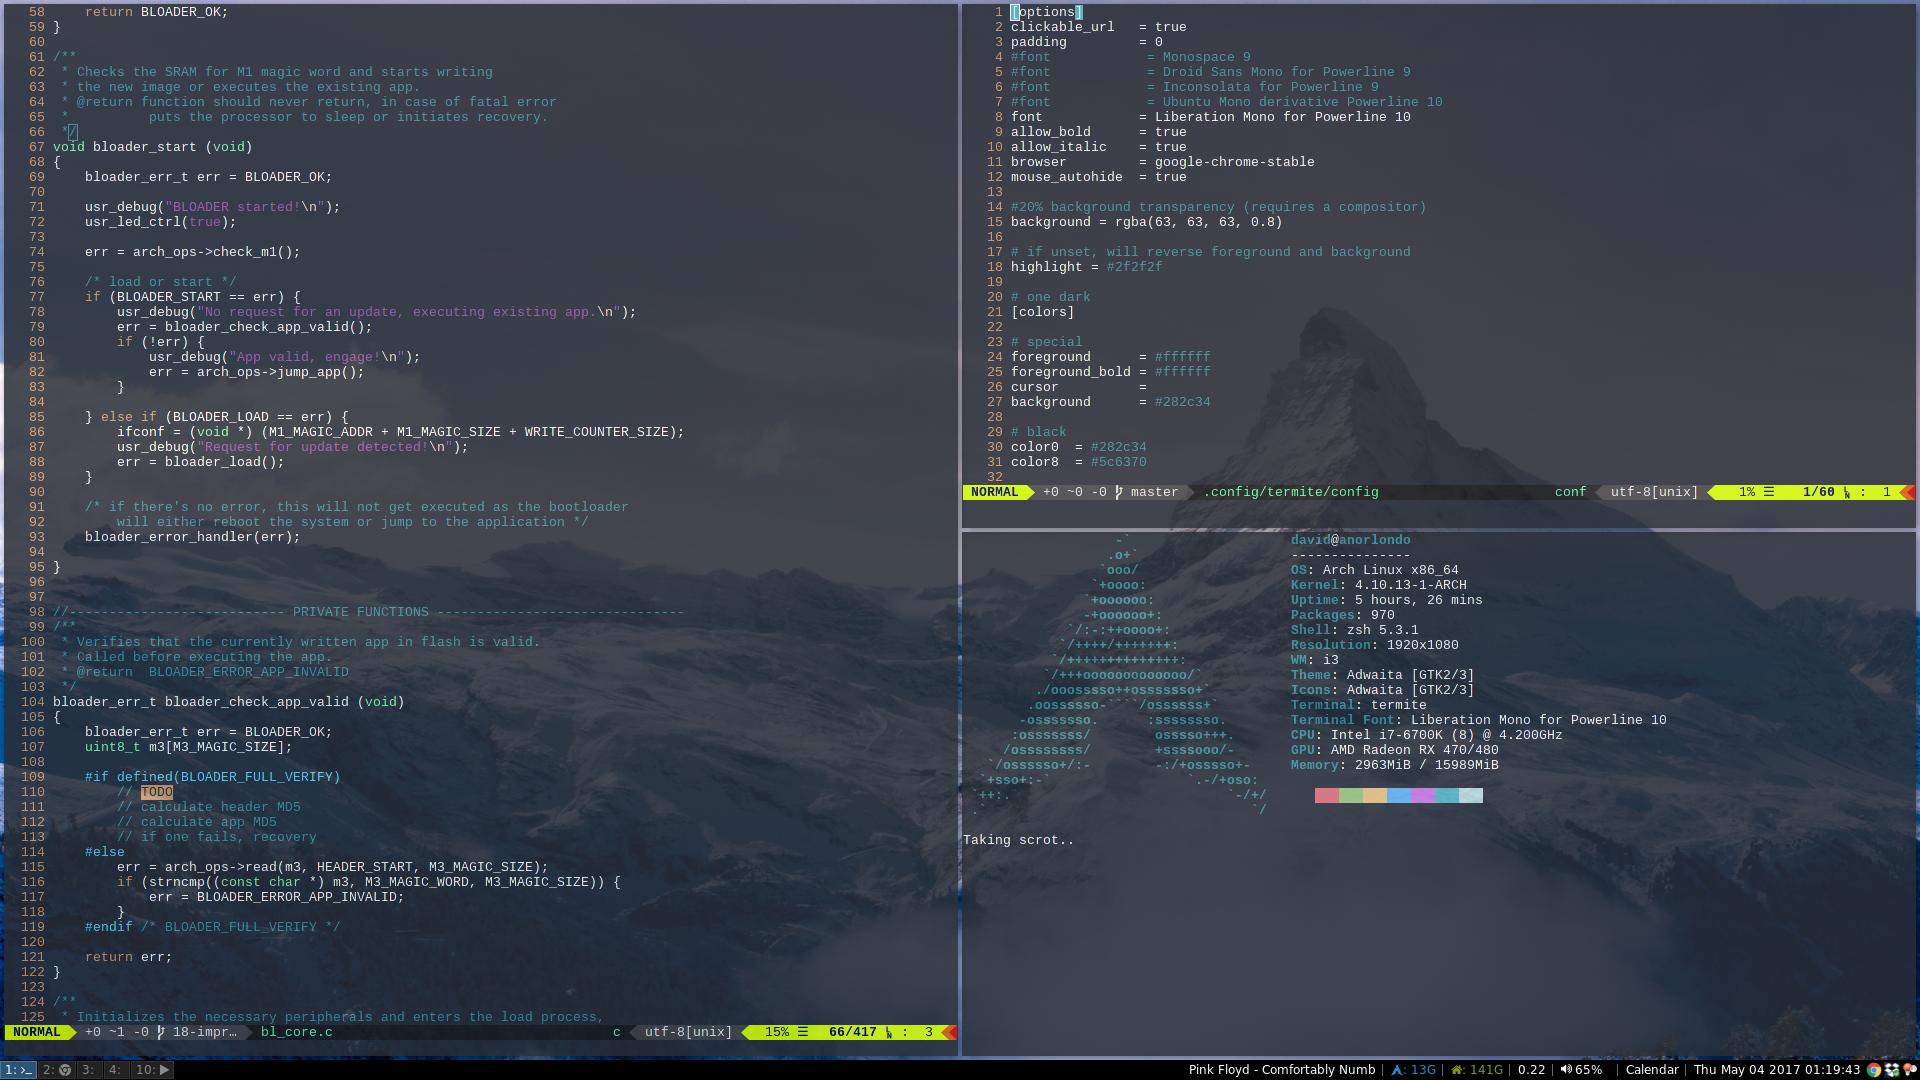 58     return BLOADER_OK;
59 }
60
61 /**
62  * Checks the SRAM for M1 magic word and starts writing
63  * the new image or executes the existing app.
64  * @return function should never return, in case of fatal error
65  *          puts the processor to sleep or initiates recovery.
66  */
67 void bloader_start (void)
68 {
69     bloader_err_t err = BLOADER_OK;
70
71     usr_debug("BLOADER started!\n");
72     usr_led_ctrl(true);
73
74     err = arch_ops->check_m1();
75
76     /* load or start */
77     if (BLOADER_START == err) {
78         usr_debug("No request for an update, executing existing app.\n");
79         err = bloader_check_app_valid();
80         if (!err) {
81             usr_debug("App valid, engage!\n");
82             err = arch_ops->jump_app();
83         }
84
85     } else if (BLOADER_LOAD == err) {
86         ifconf = (void *) (M1_MAGIC_ADDR + M1_MAGIC_SIZE + WRITE_COUNTER_SIZE);
87         usr_debug("Request for update detected!\n");
88         err = bloader_load();
89     }
90
91     /* if there's no error, this will not get executed as the bootloader
92         will either reboot the system or jump to the application */
93     bloader_error_handler(err);
94
95 }
96
97
98 //--------------------------- PRIVATE FUNCTIONS -------------------------------
99 /**
100  * Verifies that the currently written app in flash is valid.
101  * Called before executing the app.
102  * @return  BLOADER_ERROR_APP_INVALID
103  */
104 bloader_err_t bloader_check_app_valid (void)
105 {
106     bloader_err_t err = BLOADER_OK;
107     uint8_t m3[M3_MAGIC_SIZE];
108
109     #if defined(BLOADER_FULL_VERIFY)
110         // TODO
111         // calculate header MD5
112         // calculate app MD5
113         // if one fails, recovery
114     #else
115         err = arch_ops->read(m3, HEADER_START, M3_MAGIC_SIZE);
116         if (strncmp((const char *) m3, M3_MAGIC_WORD, M3_MAGIC_SIZE)) {
117             err = BLOADER_ERROR_APP_INVALID;
118         }
119     #endif /* BLOADER_FULL_VERIFY */
120
121     return err;
122 }
123
124 /**
125  * Initializes the necessary peripherals and enters the load process,
NORMAL +0 ~1 -0 18-impr… bl_core.c c utf-8[unix] 15% ☰ 66/417 : 3
1 [options]
2 clickable_url   = true
3 padding         = 0
4 #font            = Monospace 9
5 #font            = Droid Sans Mono for Powerline 9
6 #font            = Inconsolata for Powerline 9
7 #font            = Ubuntu Mono derivative Powerline 10
8 font            = Liberation Mono for Powerline 10
9 allow_bold      = true
10 allow_italic    = true
11 browser         = google-chrome-stable
12 mouse_autohide  = true
13
14 #20% background transparency (requires a compositor)
15 background = rgba(63, 63, 63, 0.8)
16
17 # if unset, will reverse foreground and background
18 highlight = #2f2f2f
19
20 # one dark
21 [colors]
22
23 # special
24 foreground      = #ffffff
25 foreground_bold = #ffffff
26 cursor          =
27 background      = #282c34
28
29 # black
30 color0  = #282c34
31 color8  = #5c6370
32
NORMAL +0 ~0 -0 master .config/termite/config conf utf-8[unix] 1% ☰ 1/60 : 1
david@anorlondo
---------------
OS: Arch Linux x86_64
Kernel: 4.10.13-1-ARCH
Uptime: 5 hours, 26 mins
Packages: 970
Shell: zsh 5.3.1
Resolution: 1920x1080
WM: i3
Theme: Adwaita [GTK2/3]
Icons: Adwaita [GTK2/3]
Terminal: termite
Terminal Font: Liberation Mono for Powerline 10
CPU: Intel i7-6700K (8) @ 4.200GHz
GPU: AMD Radeon RX 470/480
Memory: 2963MiB / 15989MiB
Taking scrot..
1: >_ 2: 3: 4: 10: Pink Floyd - Comfortably Numb | : 13G | : 141G | 0.22 | 65% | Calendar | Thu May 04 2017 01:19:43